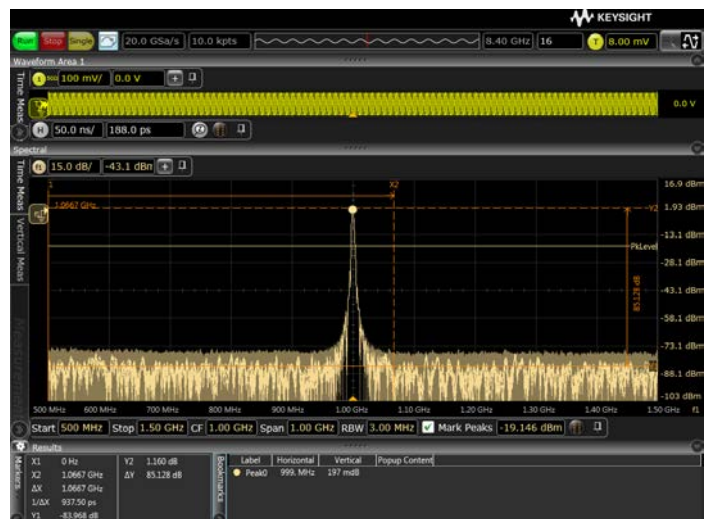 KEYSIGHT
Run Stop Single 20.0 GSa/s 10.0 kpts 8.40 GHz 16 T 8.00 mV
Waveform Area 1
Time Meas
1 100 mV/ 0.0 V
0.0 V
H 50.0 ns/ 188.0 ps
Spectral
Time Meas
Vertical Meas
f1 15.0 dB/ -43.1 dBm
1 X2 16.9 dBm
1.0667 GHz Y2 1.93 dBm
-13.1 dBm
PkLevel
-28.1 dBm
85.128 dB
-43.1 dBm
-58.1 dBm
-73.1 dBm
-88.1 dBm
-103 dBm
500 MHz 600 MHz 700 MHz 800 MHz 900 MHz 1.00 GHz 1.10 GHz 1.20 GHz 1.30 GHz 1.40 GHz 1.50 GHz f1
Start 500 MHz Stop 1.50 GHz CF 1.00 GHz Span 1.00 GHz RBW 3.00 MHz Mark Peaks -19.146 dBm
Results
Markers
X1 0 Hz Y2 1.160 dB
X2 1.0667 GHz ΔY 85.128 dB
ΔX 1.0667 GHz
1/ΔX 937.50 ps
Y1 -83.968 dB
Bookmarks
Label Horizontal Vertical Popup Content
Peak0 999. MHz 197 mdB